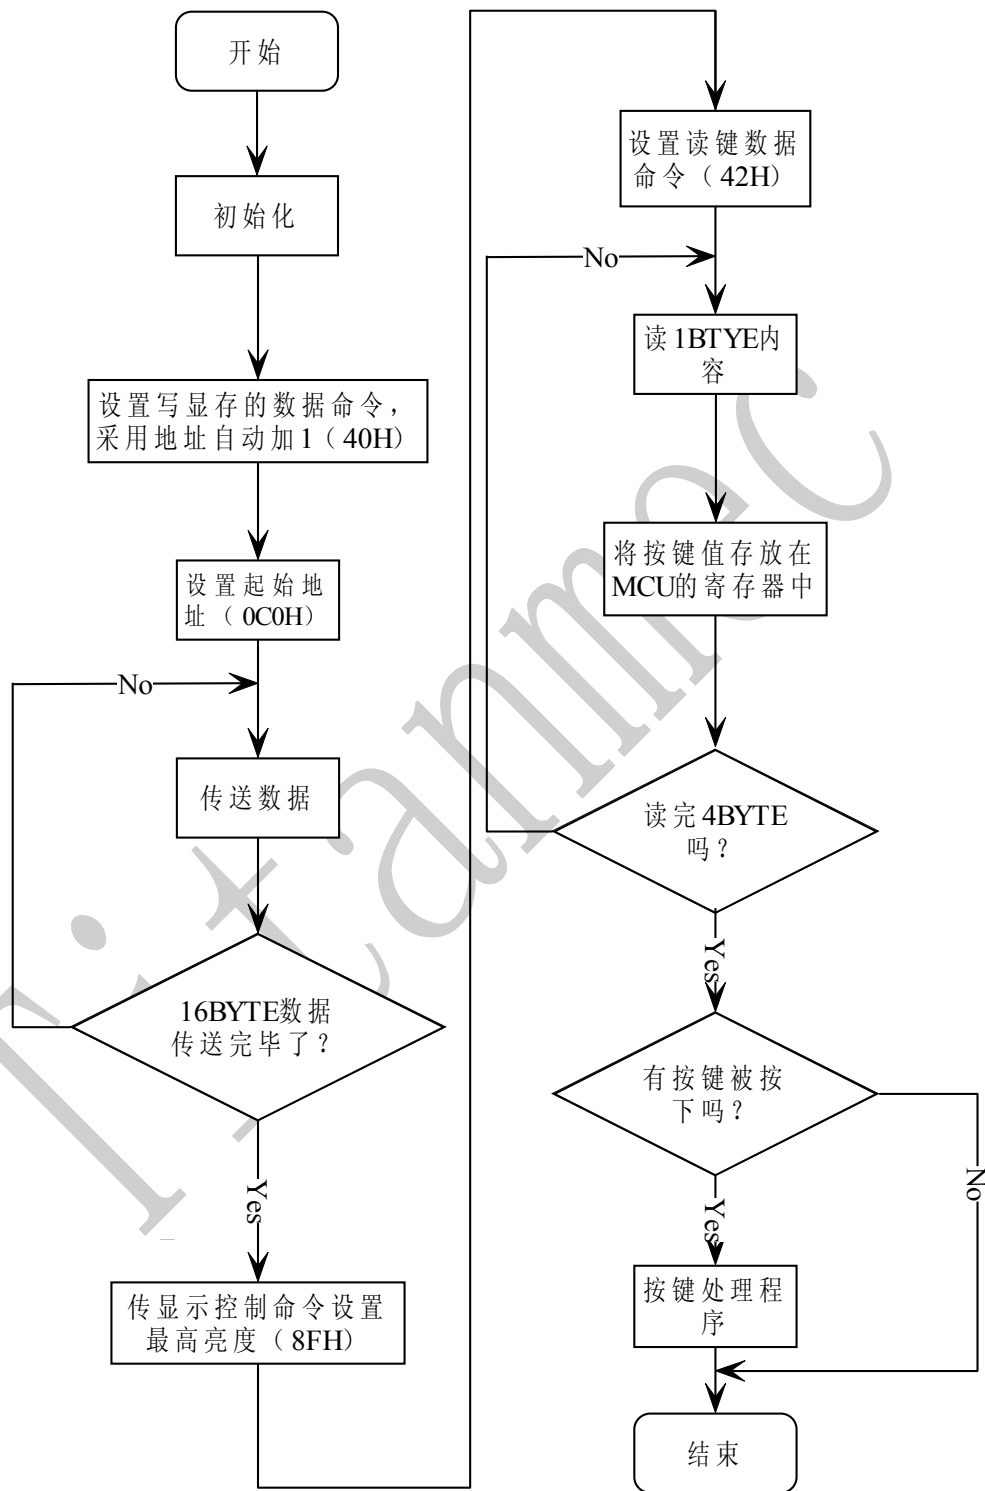 开始
初始化
设置写显存的数据命令，
采用地址自动加1（40H）
设置起始地
址（0C0H）
No
传送数据
16BYTE数据
传送完毕了？
Yes
传显示控制命令设置
最高亮度（8FH）
设置读键数据
命令（42H）
No
读1BTYE内
容
将按键值存放在
MCU的寄存器中
读完4BYTE
吗？
Yes
有按键被按
下吗？
No
Yes
按键处理程
序
结束
Titanmec